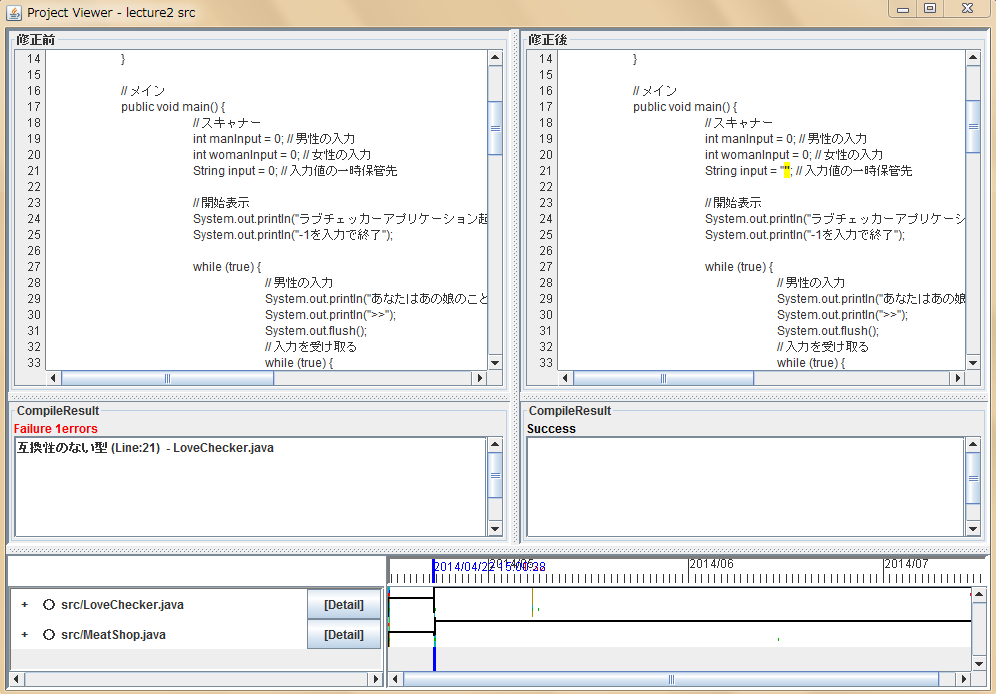 Project Viewer - lecture2 src
修正前
14 }
15
16 // メイン
17 public void main() {
18 // スキャナー
19 int manInput = 0; // 男性の入力
20 int womanInput = 0; // 女性の入力
21 String input = 0; // 入力値の一時保管先
22
23 // 開始表示
24 System.out.println("ラブチェッカーアプリケーション起
25 System.out.println("-1を入力で終了");
26
27 while (true) {
28 // 男性の入力
29 System.out.println("あなたはあの娘のこと
30 System.out.println(">>");
31 System.out.flush();
32 // 入力を受け取る
33 while (true) {
修正後
14 }
15
16 // メイン
17 public void main() {
18 // スキャナー
19 int manInput = 0; // 男性の入力
20 int womanInput = 0; // 女性の入力
21 String input = ""; // 入力値の一時保管先
22
23 // 開始表示
24 System.out.println("ラブチェッカーアプリケーシ
25 System.out.println("-1を入力で終了");
26
27 while (true) {
28 // 男性の入力
29 System.out.println("あなたはあの娘
30 System.out.println(">>");
31 System.out.flush();
32 // 入力を受け取る
33 while (true) {
CompileResult
Failure 1errors
互換性のない型 (Line:21) - LoveChecker.java
CompileResult
Success
2014/04/22 15:00:28
2014/06
2014/07
+ src/LoveChecker.java [Detail]
+ src/MeatShop.java [Detail]